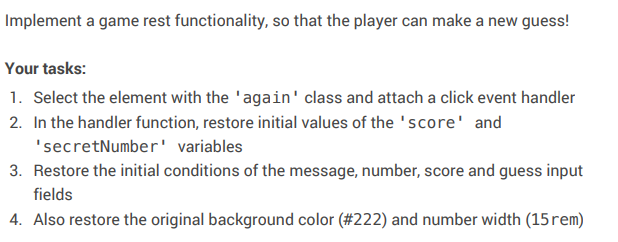 Implement a game rest functionality, so that the player can make a new guess!
Your tasks:
1. Select the element with the 'again' class and attach a click event handler
2. In the handler function, restore initial values of the 'score' and
'secretNumber' variables
3. Restore the initial conditions of the message, number, score and guess input
fields
4. Also restore the original background color (#222) and number width (15rem)